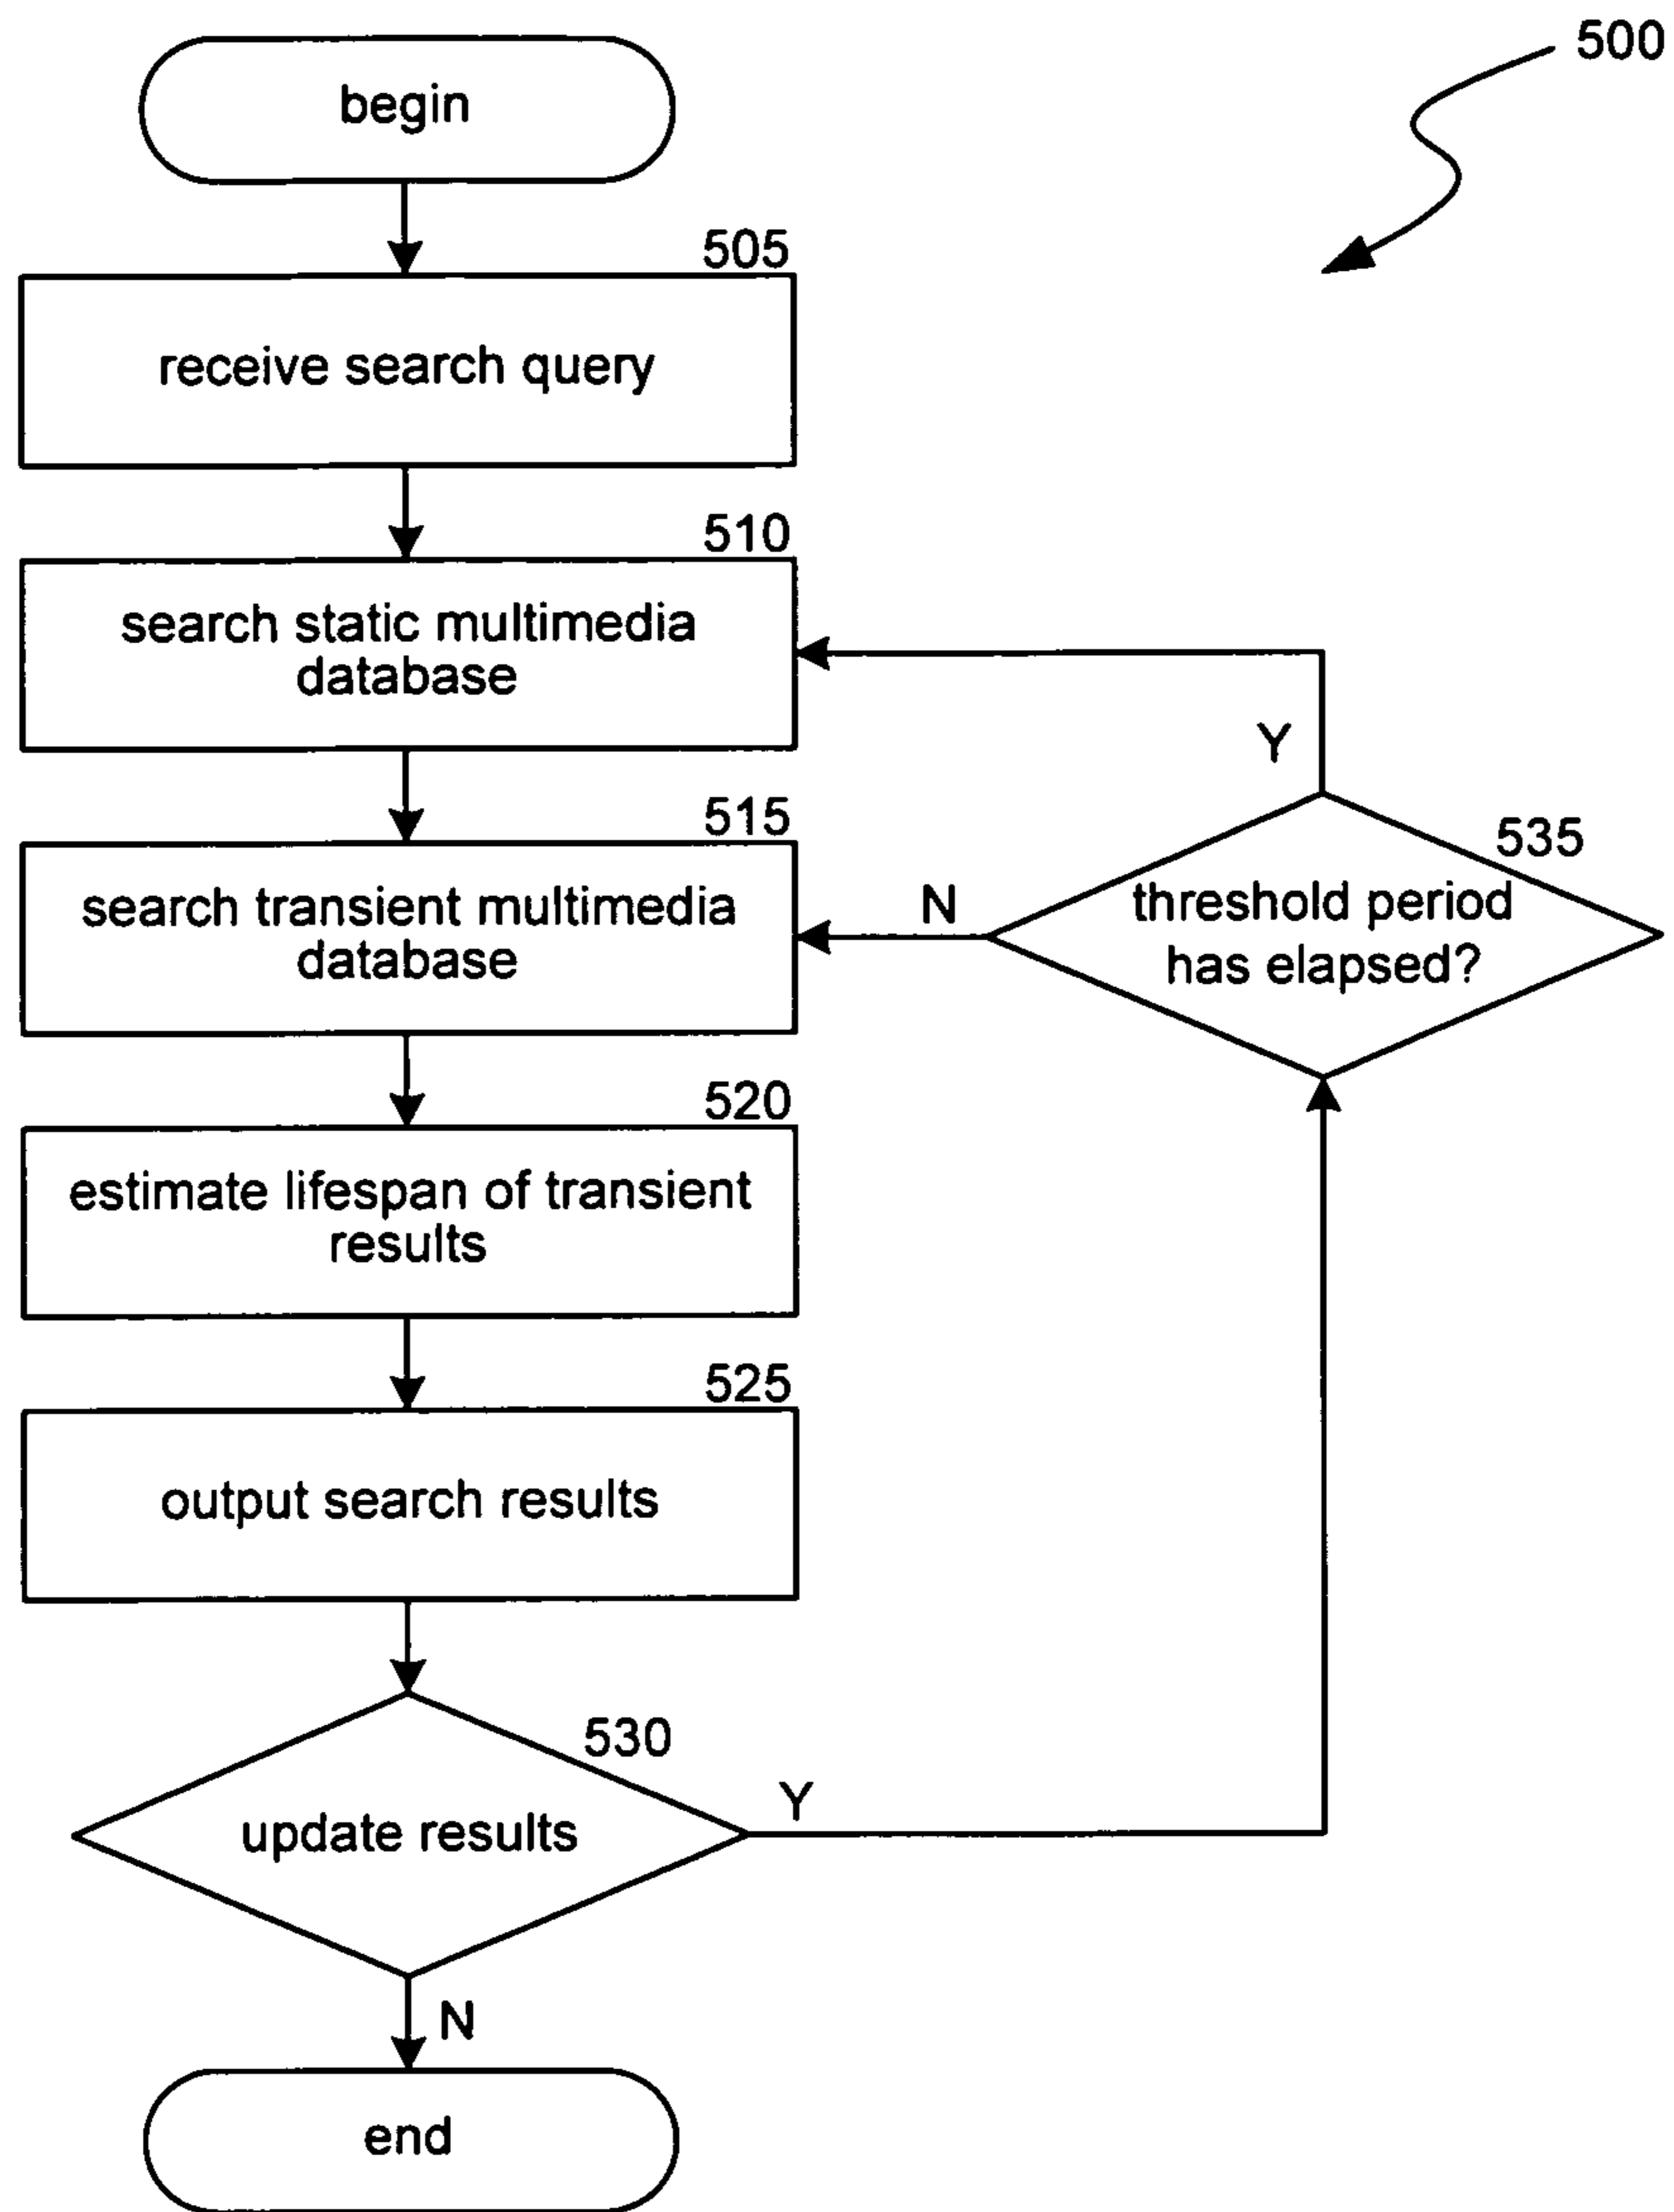 500
begin
505
receive search query
510
search static multimedia
database
Y
515
search transient multimedia
database
N
535
threshold period
has elapsed?
520
estimate lifespan of transient
results
525
output search results
530
update results
Y
N
end